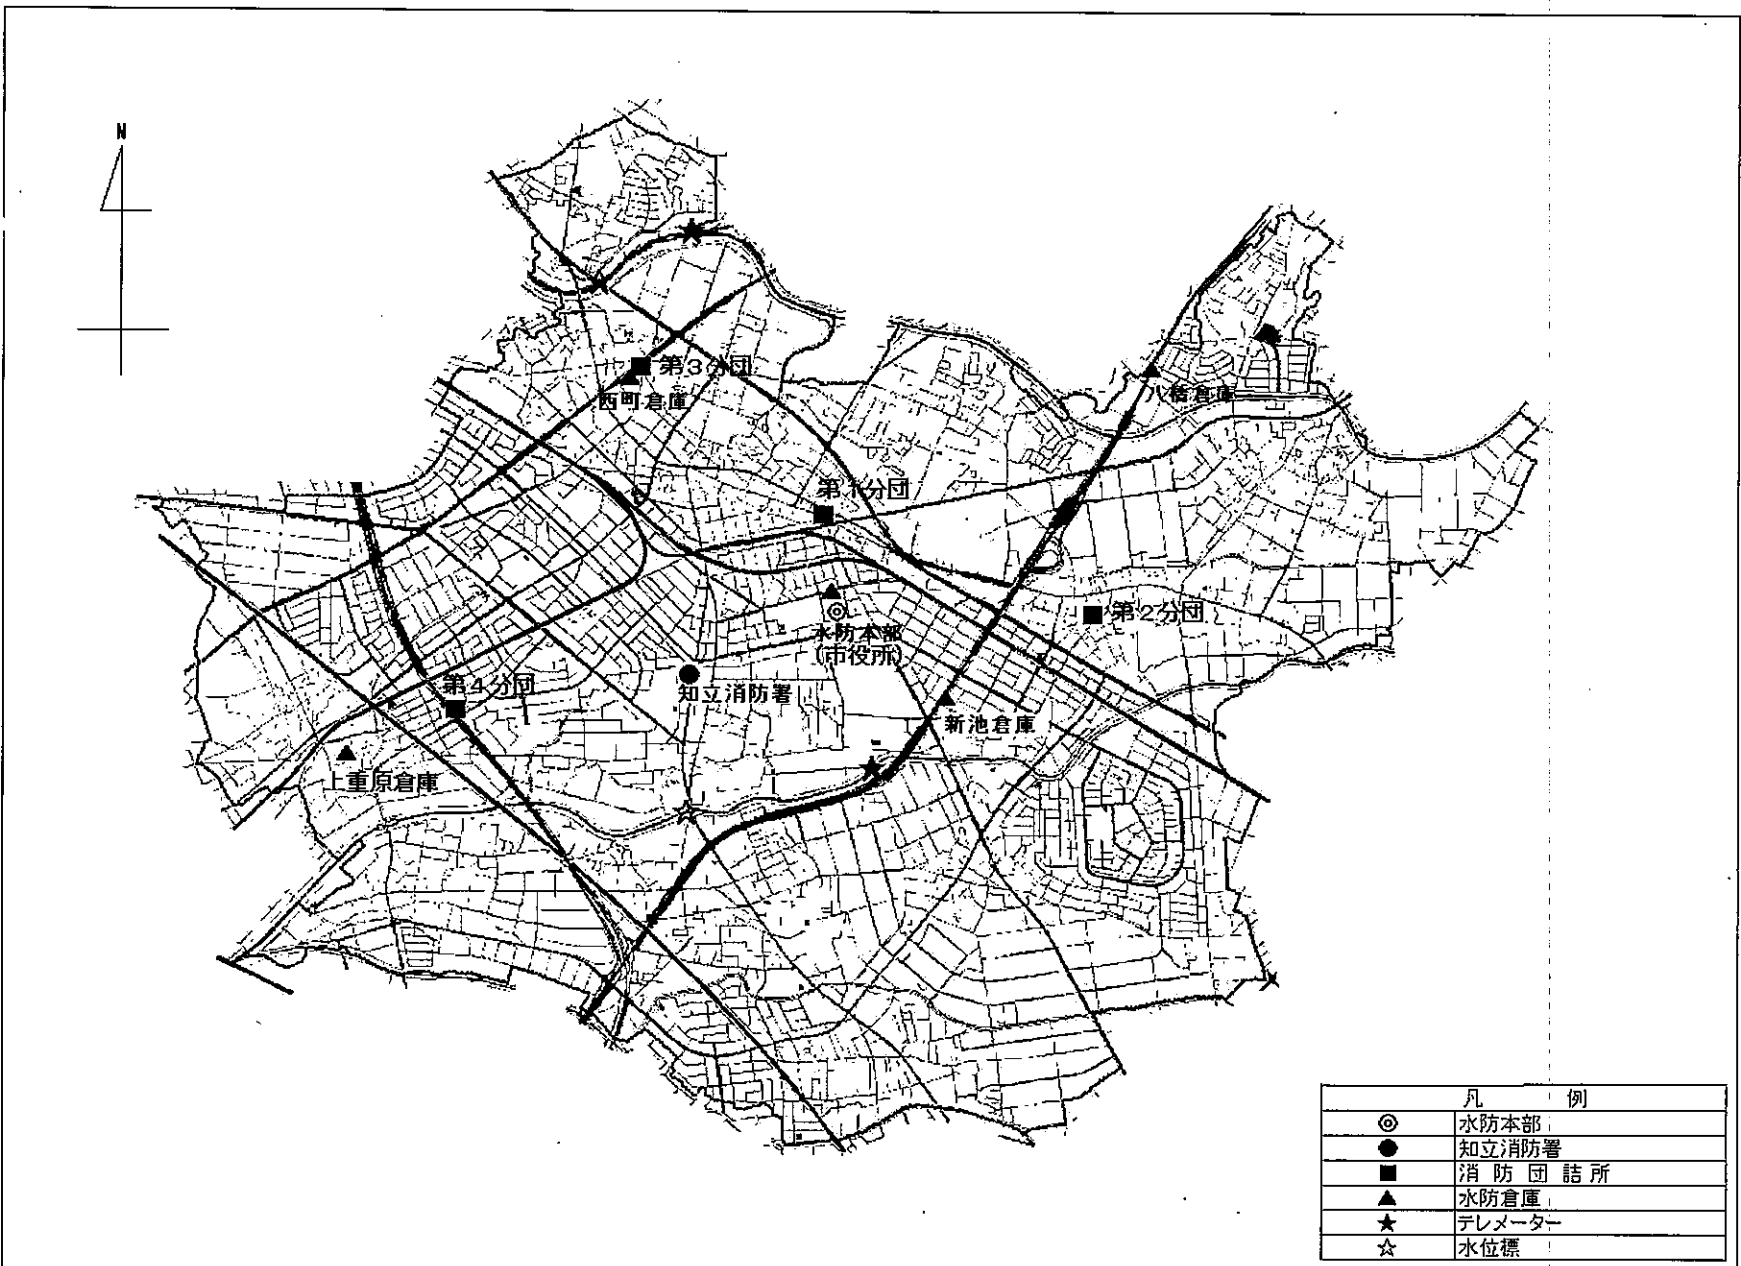 N
第3分団
西町倉庫
八橋倉庫
第1分団
第2分団
水防本部
(市役所)
第4分団
知立消防署
新池倉庫
上重原倉庫
凡 例
◎ 水防本部
● 知立消防署
■ 消防団詰所
▲ 水防倉庫
★ テレメーター
☆ 水位標